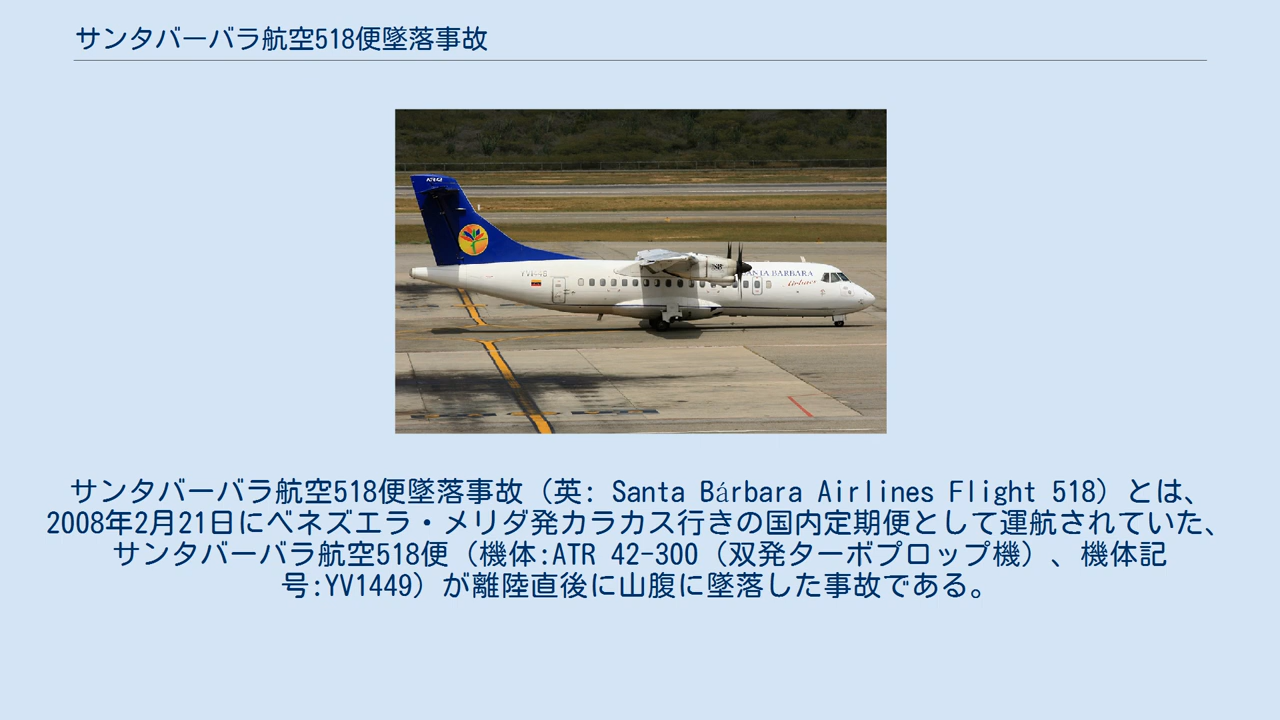 サンタバーバラ航空518便墜落事故
SANTA BARBARA
Airlines
サンタバーバラ航空518便墜落事故（英: Santa Bárbara Airlines Flight 518）とは、
2008年2月21日にベネズエラ・メリダ発カラカス行きの国内定期便として運航されていた、
サンタバーバラ航空518便（機体:ATR 42-300（双発ターボプロップ機）、機体記
号:YV1449）が離陸直後に山腹に墜落した事故である。